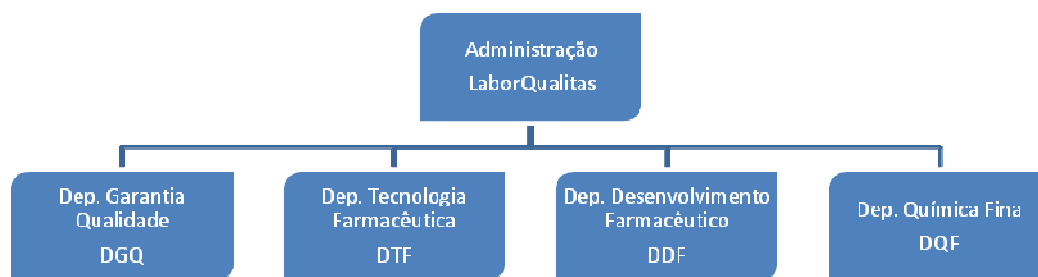 Administração
LaborQualitas
Dep. Garantia
Qualidade
DGQ
Dep. Tecnologia
Farmacêutica
DTF
Dep. Desenvolvimento
Farmacêutico
DDF
Dep. Química Fina
DQF